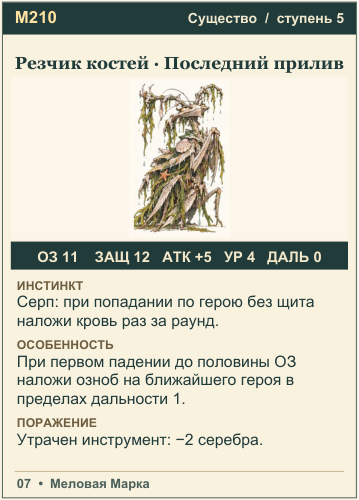 М210
Существо / ступень 5
Резчик костей · Последний прилив
ОЗ 11 ЗАЩ 12 АТК +5 УР 4 ДАЛЬ 0
ИНСТИНКТ
Серп: при попадании по герою без щита
наложи кровь раз за раунд.
ОСОБЕННОСТЬ
При первом падении до половины ОЗ
наложи озноб на ближайшего героя в
пределах дальности 1.
ПОРАЖЕНИЕ
Утрачен инструмент: −2 серебра.
07 • Меловая Марка